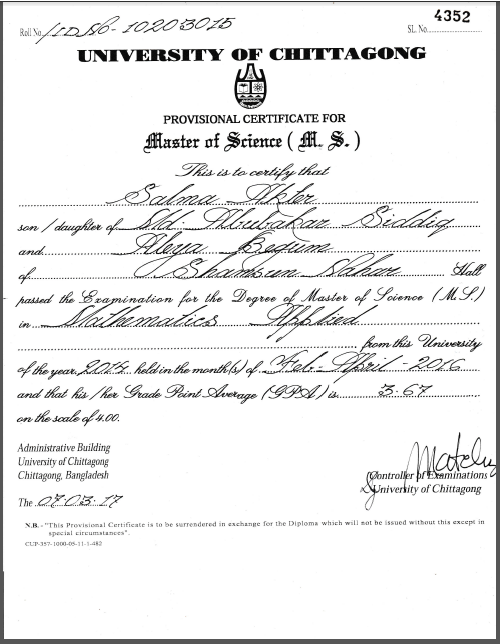 Roll No. / ID.No- 10203015
SL. No. 4352
UNIVERSITY OF CHITTAGONG
PROVISIONAL CERTIFICATE FOR
Master of Science ( M. S. )
This is to certify that
Salma Akter
son / daughter of Md. Abubakar Siddiq
and Aleya Begum
of Shamsun Nahar Hall
passed the Examination for the Degree of Master of Science (M.S.)
in Mathematics Applied
from this University
of the year 2014 held in the month(s) of Feb-April - 2016
and that his / her Grade Point Average (GPA) is 3.67
on the scale of 4.00.
Administrative Building
University of Chittagong
Chittagong, Bangladesh
Controller of Examinations
University of Chittagong
The 07.03.17
N.B. - "This Provisional Certificate is to be surrendered in exchange for the Diploma which will not be issued without this except in
special circumstances".
CUP-357-1000-05-11-1-482